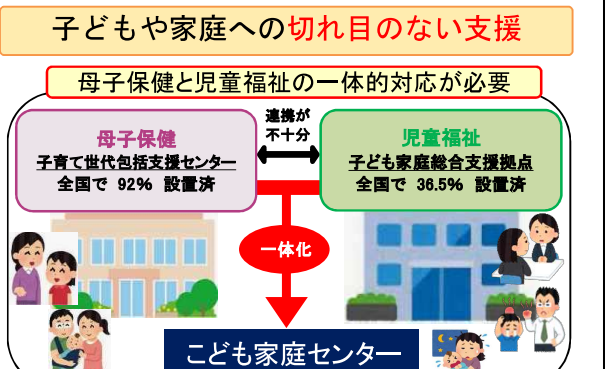 子どもや家庭への切れ目のない支援
母子保健と児童福祉の一体的対応が必要
母子保健
子育て世代包括支援センター
全国で 92% 設置済
連携が
不十分
児童福祉
子ども家庭総合支援拠点
全国で 36.5% 設置済
一体化
こども家庭センター